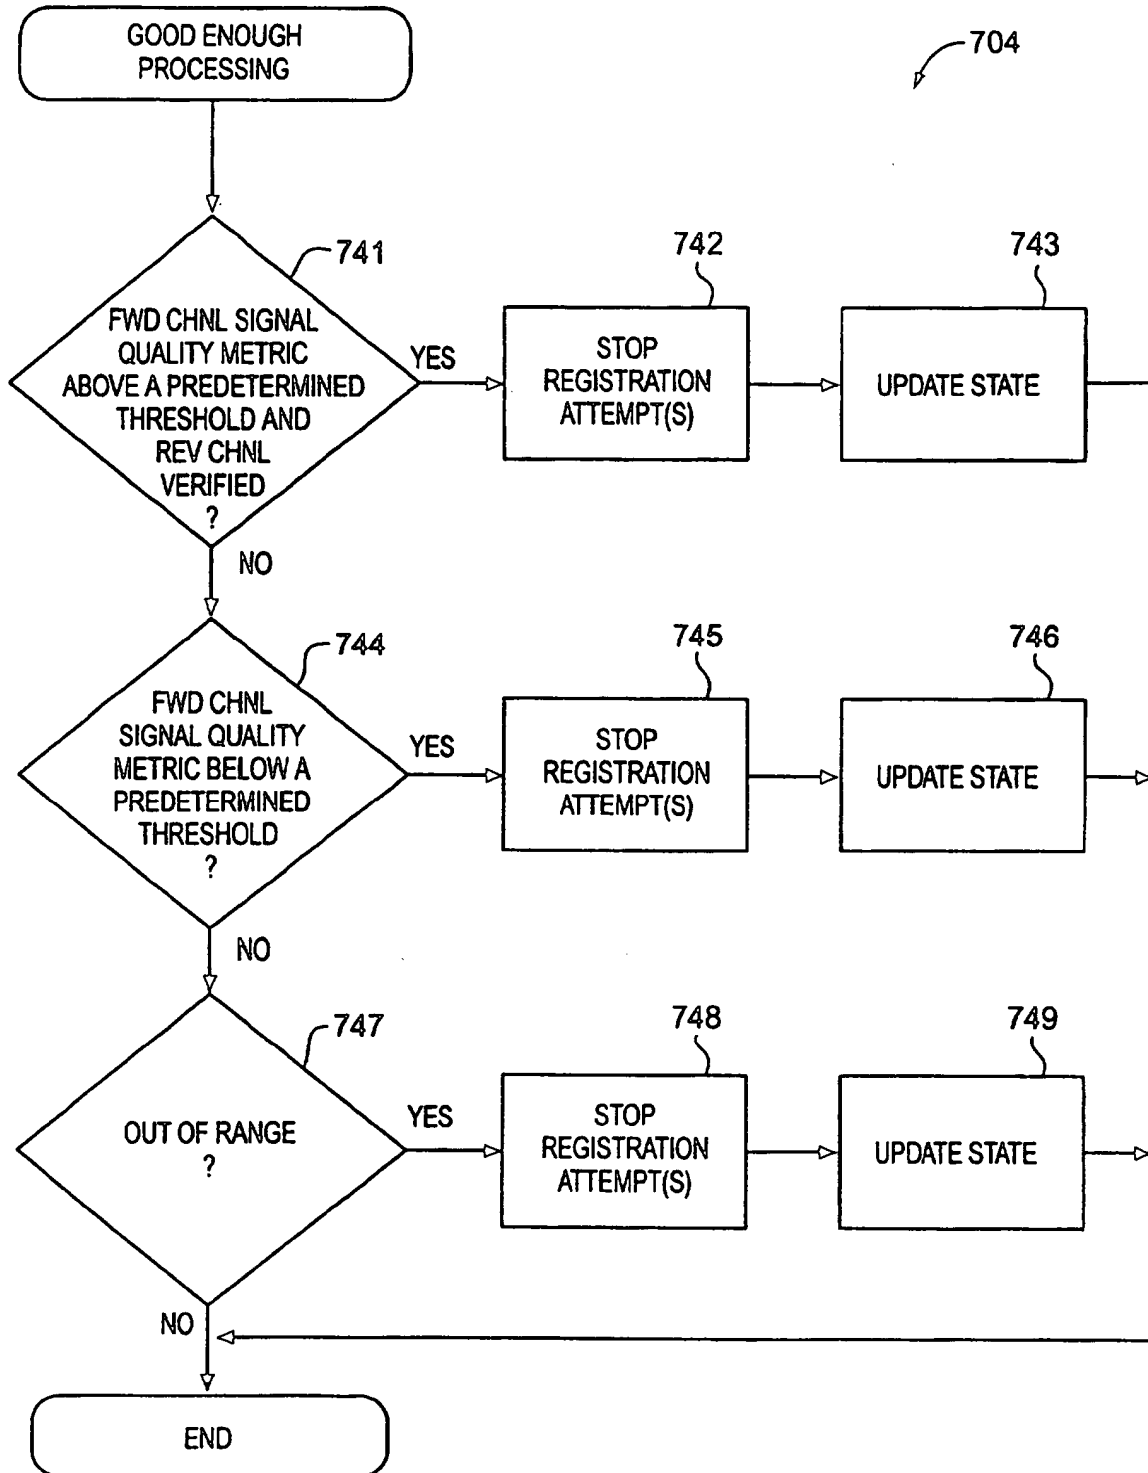 GOOD ENOUGH
PROCESSING
704
741
FWD CHNL SIGNAL
QUALITY METRIC
ABOVE A PREDETERMINED
THRESHOLD AND
REV CHNL
VERIFIED
?
YES
742
STOP
REGISTRATION
ATTEMPT(S)
743
UPDATE STATE
NO
744
FWD CHNL
SIGNAL QUALITY
METRIC BELOW A
PREDETERMINED
THRESHOLD
?
YES
745
STOP
REGISTRATION
ATTEMPT(S)
746
UPDATE STATE
NO
747
OUT OF RANGE
?
YES
748
STOP
REGISTRATION
ATTEMPT(S)
749
UPDATE STATE
NO
END